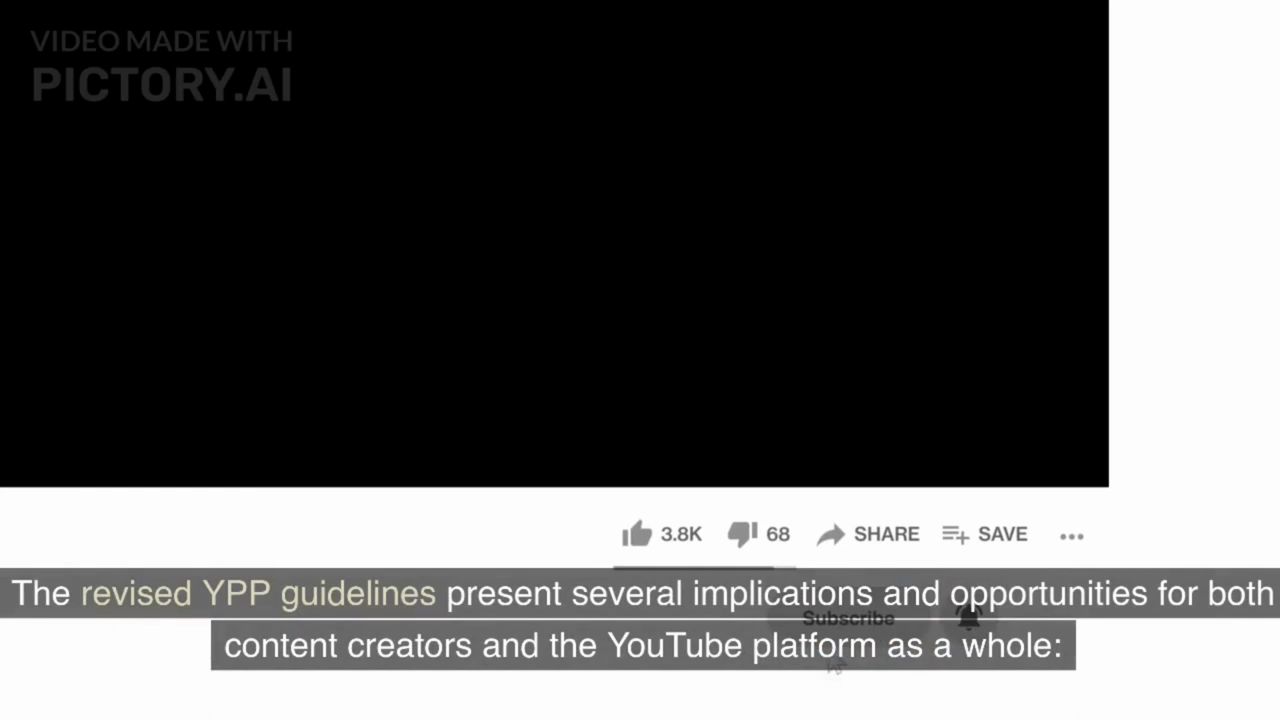 VIDEO MADE WITH
PICTORY.AI
3.8K 68 SHARE SAVE
The revised YPP guidelines present several implications and opportunities for both
Subscribe
content creators and the YouTube platform as a whole: